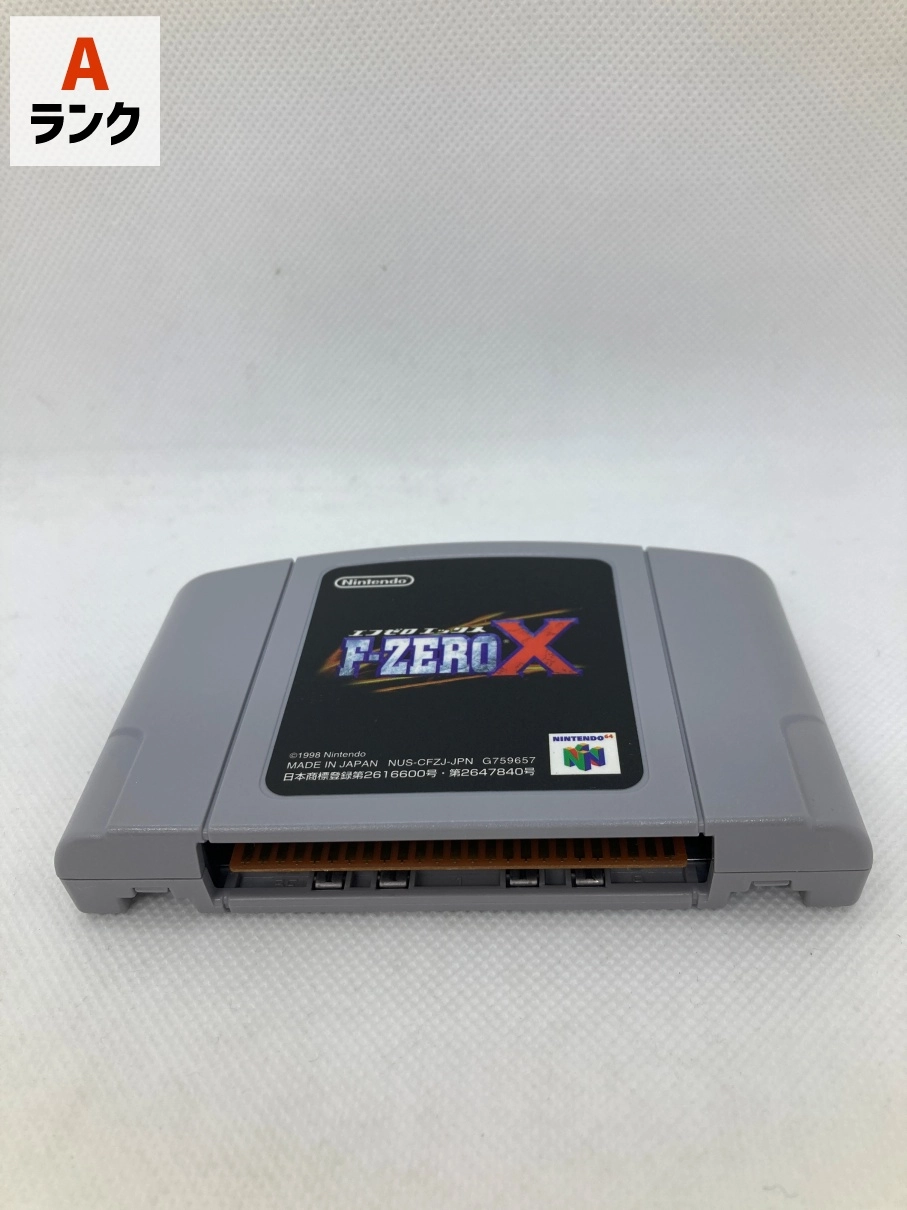 A
ランク
Nintendo
エフゼロ エックス
F-ZERO X
©1998 Nintendo
MADE IN JAPAN NUS-CFZJ-JPN G759657
日本商標登録第2616600号・第2647840号
NINTENDO 64